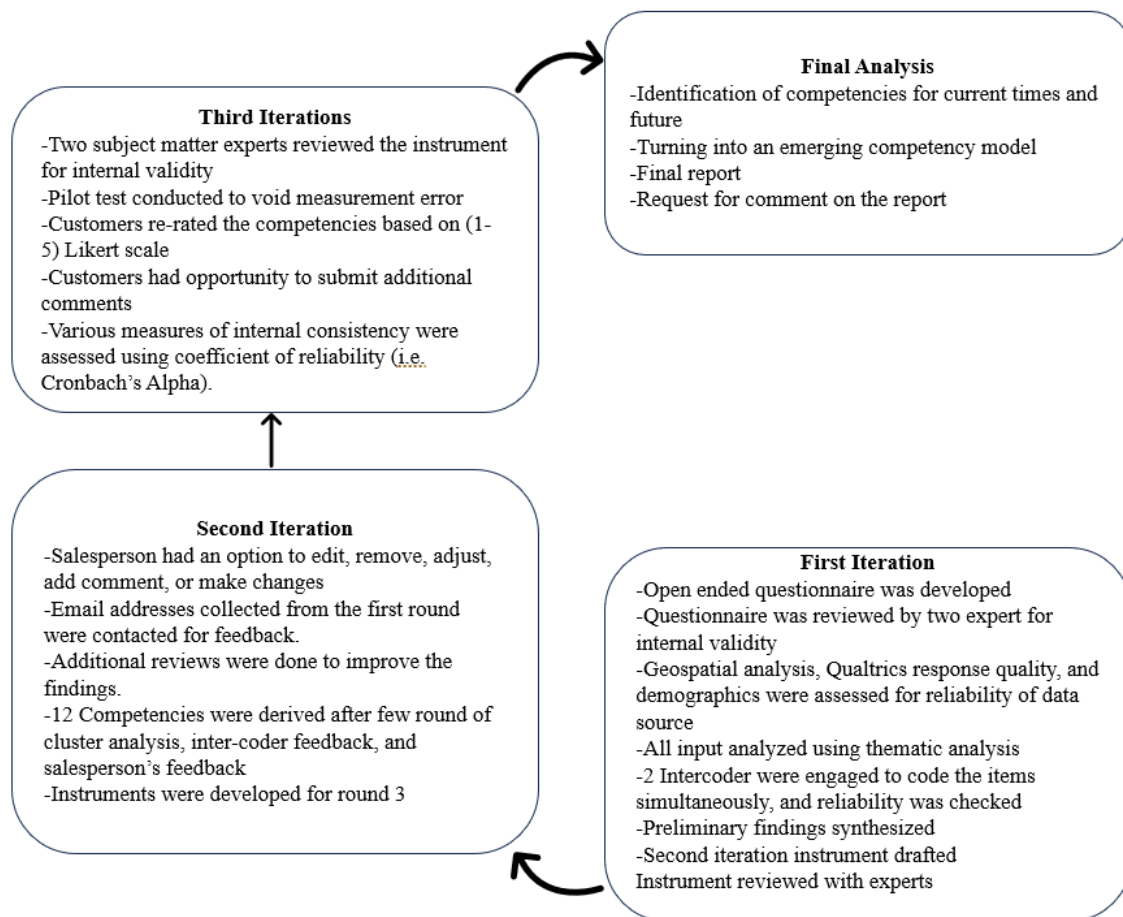 Third Iterations
-Two subject matter experts reviewed the instrument
for internal validity
-Pilot test conducted to void measurement error
-Customers re-rated the competencies based on (1-
5) Likert scale
-Customers had opportunity to submit additional
comments
-Various measures of internal consistency were
assessed using coefficient of reliability (i.e.
Cronbach’s Alpha).
Final Analysis
-Identification of competencies for current times and
future
-Turning into an emerging competency model
-Final report
-Request for comment on the report
Second Iteration
-Salesperson had an option to edit, remove, adjust,
add comment, or make changes
-Email addresses collected from the first round
were contacted for feedback.
-Additional reviews were done to improve the
findings.
-12 Competencies were derived after few round of
cluster analysis, inter-coder feedback, and
salesperson’s feedback
-Instruments were developed for round 3
First Iteration
-Open ended questionnaire was developed
-Questionnaire was reviewed by two expert for
internal validity
-Geospatial analysis, Qualtrics response quality, and
demographics were assessed for reliability of data
source
-All input analyzed using thematic analysis
-2 Intercoder were engaged to code the items
simultaneously, and reliability was checked
-Preliminary findings synthesized
-Second iteration instrument drafted
Instrument reviewed with experts